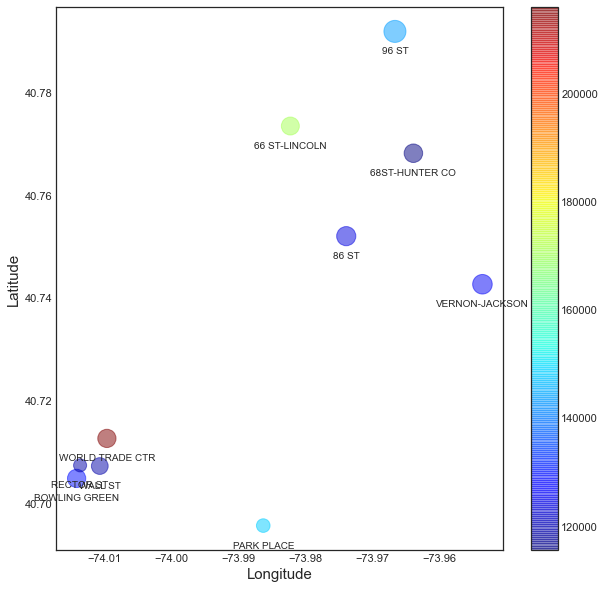 96 ST
40.78
200000
66 ST-LINCOLN
68ST-HUNTER CO
40.76
180000
86 ST
Latitude
40.74
VERNON-JACKSON
160000
40.72
140000
WORLD TRADE CTR
RECTOR ST
WALL ST
BOWLING GREEN
40.70
120000
PARK PLACE
−74.01
−74.00
−73.99
−73.98
−73.97
−73.96
Longitude